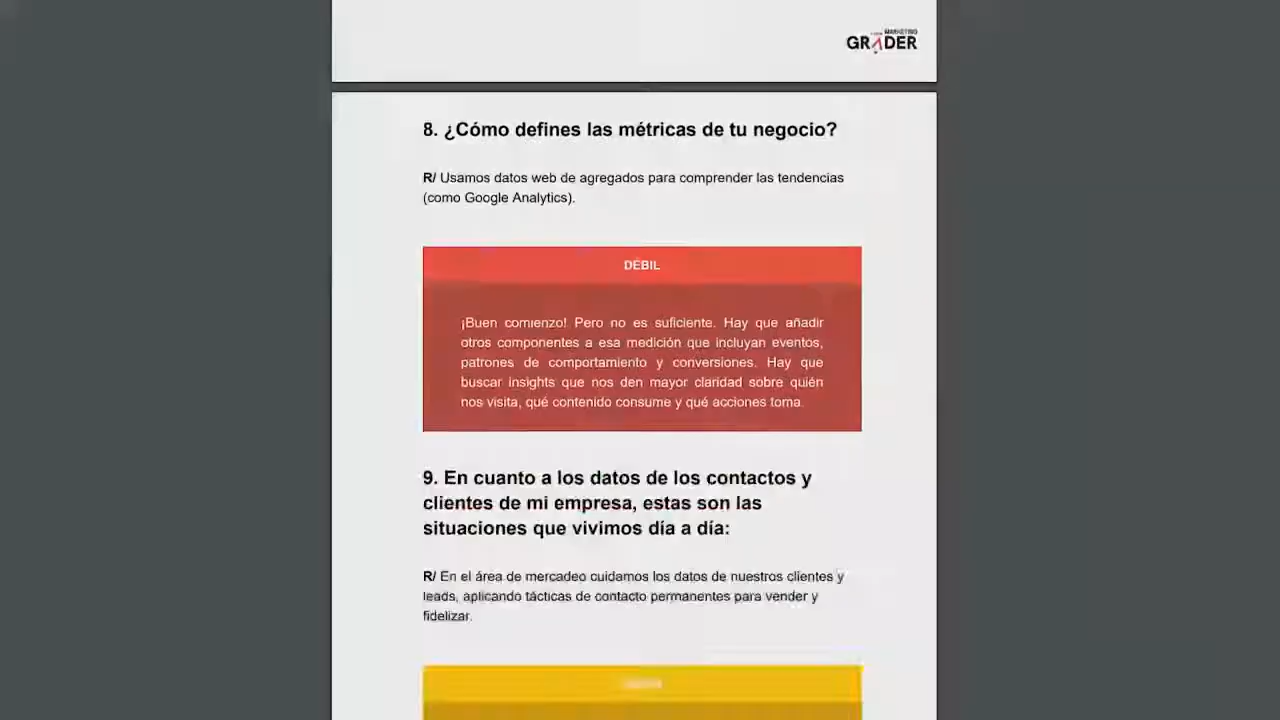 MARKETING
GRADER
8. ¿Cómo defines las métricas de tu negocio?
R/ Usamos datos web de agregados para comprender las tendencias
(como Google Analytics).
DÉBIL
¡Buen comienzo! Pero no es suficiente. Hay que añadir
otros componentes a esa medición que incluyan eventos,
patrones de comportamiento y conversiones. Hay que
buscar insights que nos den mayor claridad sobre quién
nos visita, qué contenido consume y qué acciones toma.
9. En cuanto a los datos de los contactos y
clientes de mi empresa, estas son las
situaciones que vivimos día a día:
R/ En el área de mercadeo cuidamos los datos de nuestros clientes y
leads, aplicando tácticas de contacto permanentes para vender y
fidelizar.